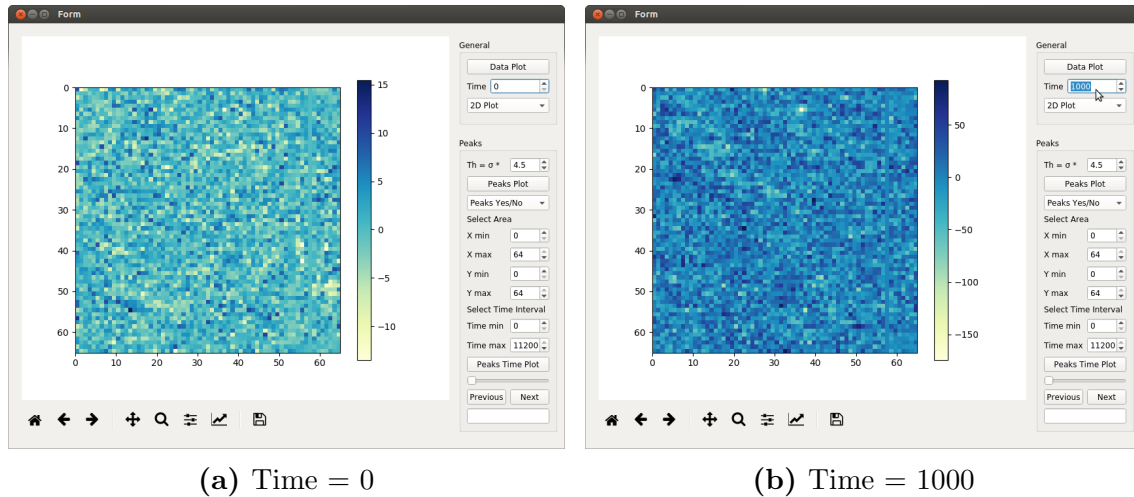 Form
General
Data Plot
Time 0
2D Plot
Peaks
Th = σ * 4.5
Peaks Plot
Peaks Yes/No
Select Area
X min 0
X max 64
Y min 0
Y max 64
Select Time Interval
Time min 0
Time max 11200
Peaks Time Plot
Previous Next
0
10
20
30
40
50
60
0 10 20 30 40 50 60
15
10
5
0
−5
−10
(a) Time = 0
Form
General
Data Plot
Time 1000
2D Plot
Peaks
Th = σ * 4.5
Peaks Plot
Peaks Yes/No
Select Area
X min 0
X max 64
Y min 0
Y max 64
Select Time Interval
Time min 0
Time max 11200
Peaks Time Plot
Previous Next
0
10
20
30
40
50
60
0 10 20 30 40 50 60
50
0
−50
−100
−150
(b) Time = 1000